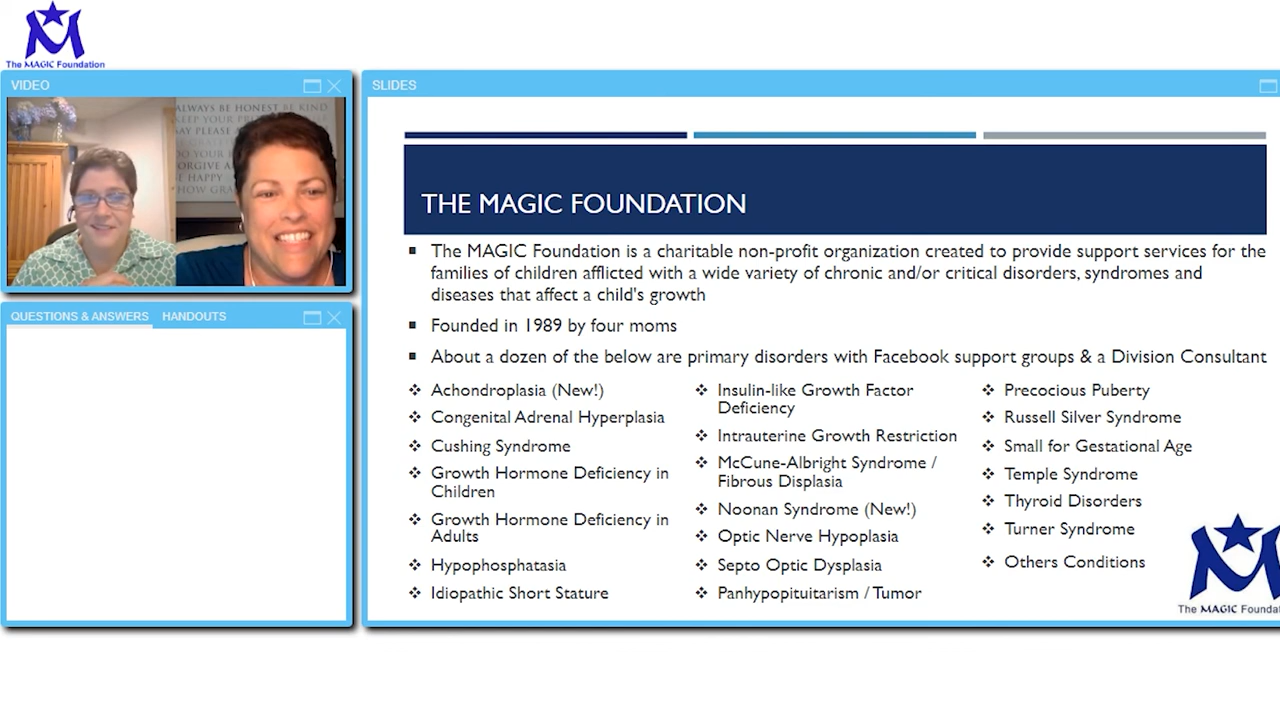 The MAGIC Foundation
VIDEO
ALWAYS BE HONEST BE KIND
SAY PLEASE
BE HAPPY
QUESTIONS & ANSWERS HANDOUTS
SLIDES
THE MAGIC FOUNDATION
The MAGIC Foundation is a charitable non-profit organization created to provide support services for the
families of children afflicted with a wide variety of chronic and/or critical disorders, syndromes and
diseases that affect a child's growth
Founded in 1989 by four moms
About a dozen of the below are primary disorders with Facebook support groups & a Division Consultant
Achondroplasia (New!)
Congenital Adrenal Hyperplasia
Cushing Syndrome
Growth Hormone Deficiency in
Children
Growth Hormone Deficiency in
Adults
Hypophosphatasia
Idiopathic Short Stature
Insulin-like Growth Factor
Deficiency
Intrauterine Growth Restriction
McCune-Albright Syndrome /
Fibrous Displasia
Noonan Syndrome (New!)
Optic Nerve Hypoplasia
Septo Optic Dysplasia
Panhypopituitarism / Tumor
Precocious Puberty
Russell Silver Syndrome
Small for Gestational Age
Temple Syndrome
Thyroid Disorders
Turner Syndrome
Others Conditions
The MAGIC Foundat